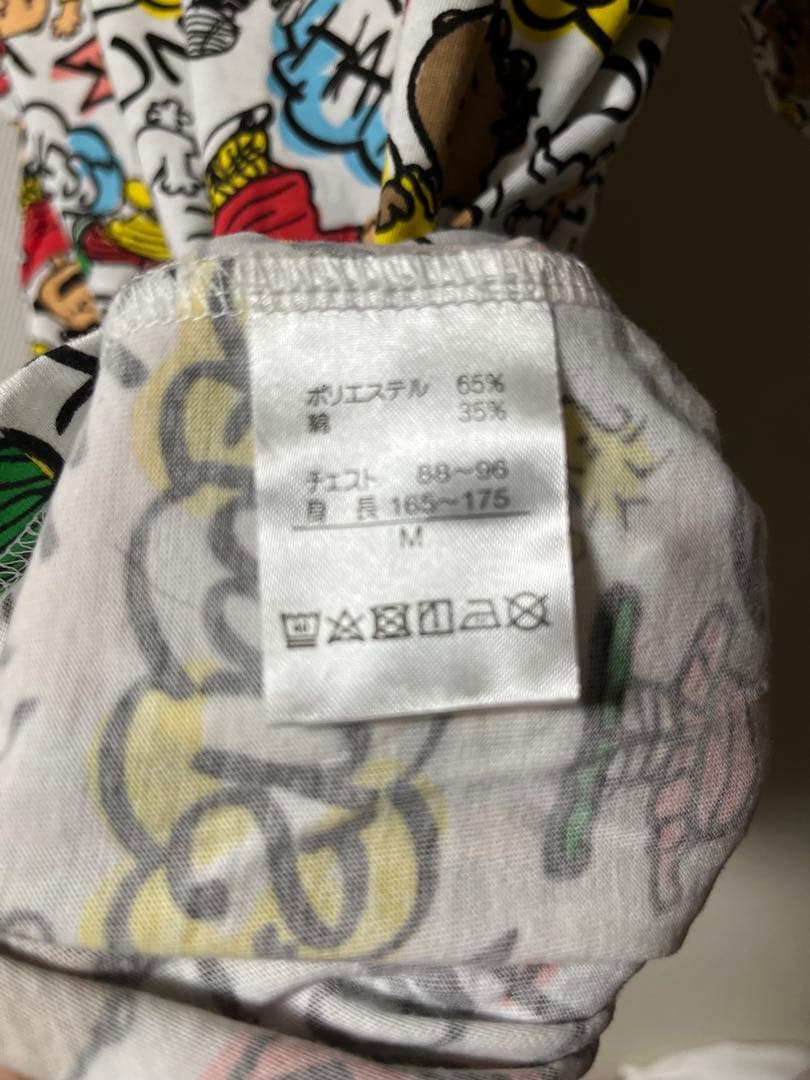 ポリエステル 65%
綿 35%
チェスト 88～96
身長 165～175
M